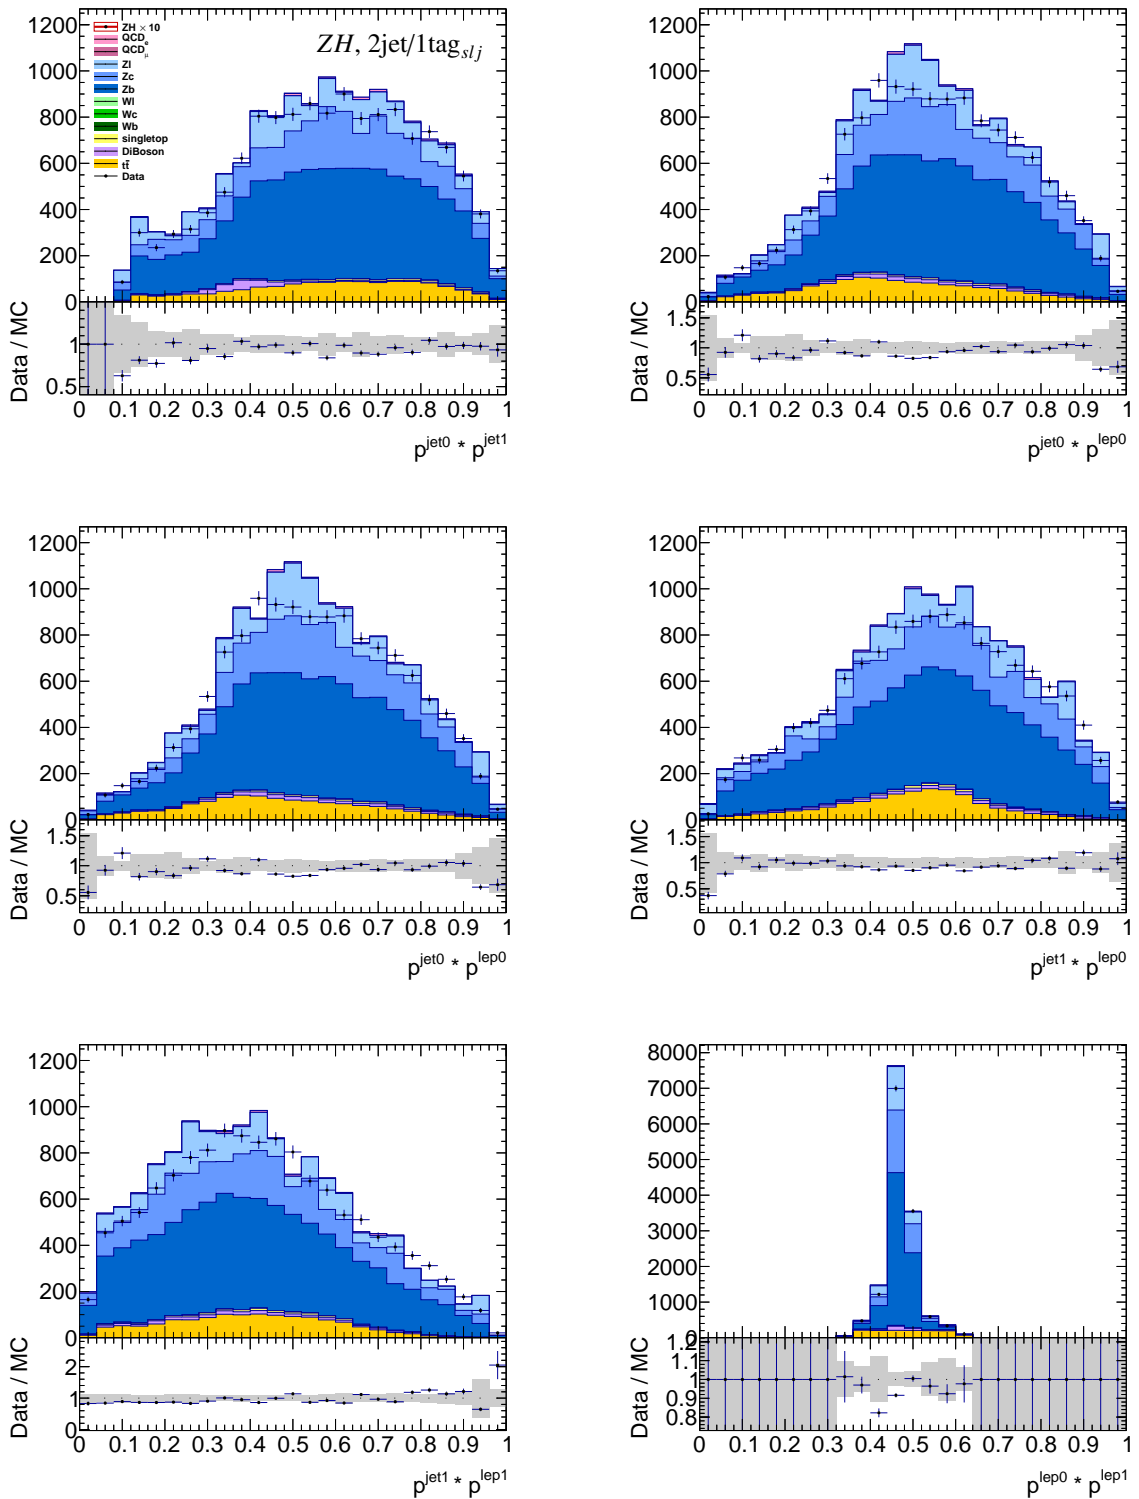 ZH, 2jet/1tag_slj
ZH × 10
QCD_e
QCD_μ
Zl
Zc
Zb
Wl
Wc
Wb
singletop
DiBoson
tt̄
Data
1200
1000
800
600
400
200
0
Data / MC
1
0.5
0 0.1 0.2 0.3 0.4 0.5 0.6 0.7 0.8 0.9 1
p^jet0 * p^jet1
1200
1000
800
600
400
200
0
Data / MC
1.5
1
0.5
0 0.1 0.2 0.3 0.4 0.5 0.6 0.7 0.8 0.9 1
p^jet0 * p^lep0
1200
1000
800
600
400
200
0
Data / MC
1.5
1
0.5
0 0.1 0.2 0.3 0.4 0.5 0.6 0.7 0.8 0.9 1
p^jet0 * p^lep0
1200
1000
800
600
400
200
0
Data / MC
1.5
1
0.5
0 0.1 0.2 0.3 0.4 0.5 0.6 0.7 0.8 0.9 1
p^jet1 * p^lep0
1200
1000
800
600
400
200
0
Data / MC
2
1
0
0 0.1 0.2 0.3 0.4 0.5 0.6 0.7 0.8 0.9 1
p^jet1 * p^lep1
8000
7000
6000
5000
4000
3000
2000
1000
0
Data / MC
1.2
1.1
1
0.9
0.8
0 0.1 0.2 0.3 0.4 0.5 0.6 0.7 0.8 0.9 1
p^lep0 * p^lep1